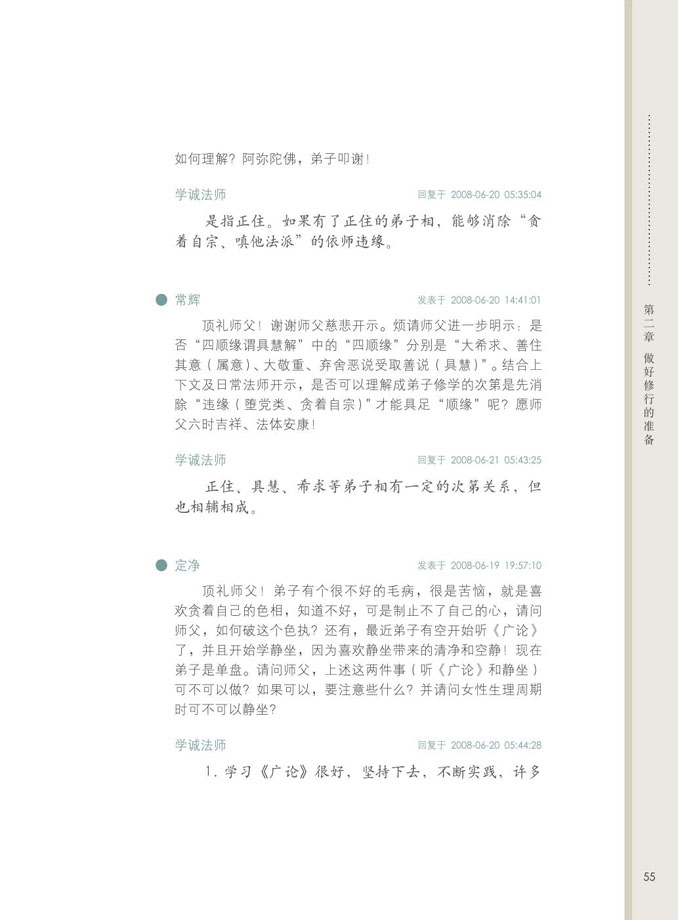 如何理解？阿弥陀佛，弟子叩谢！
学诚法师 回复于 2008-06-20 05:35:04
是指正住。如果有了正住的弟子相，能够消除“贪
着自宗、嗔他法派”的依师违缘。
常辉 发表于 2008-06-20 14:41:01
顶礼师父！谢谢师父慈悲开示。烦请师父进一步明示：是
否“四顺缘谓具慧解”中的“四顺缘”分别是“大希求、善住
其意（属意）、大敬重、弃舍恶说受取善说（具慧）”。结合上
下文及日常法师开示，是否可以理解成弟子修学的次第是先消
除“违缘（堕党类、贪着自宗）”才能具足“顺缘”呢？愿师
父六时吉祥、法体安康！
学诚法师 回复于 2008-06-21 05:43:25
正住、具慧、希求等弟子相有一定的次第关系，但
也相辅相成。
定净 发表于 2008-06-19 19:57:10
顶礼师父！弟子有个很不好的毛病，很是苦恼，就是喜
欢贪着自己的色相，知道不好，可是制止不了自己的心，请问
师父，如何破这个色执？还有，最近弟子有空开始听《广论》
了，并且开始学静坐，因为喜欢静坐带来的清净和空静！现在
弟子是单盘。请问师父，上述这两件事（听《广论》和静坐）
可不可以做？如果可以，要注意些什么？并请问女性生理周期
时可不可以静坐？
学诚法师 回复于 2008-06-20 05:44:28
1. 学习《广论》很好，坚持下去，不断实践，许多
第二章 做好修行的准备
55